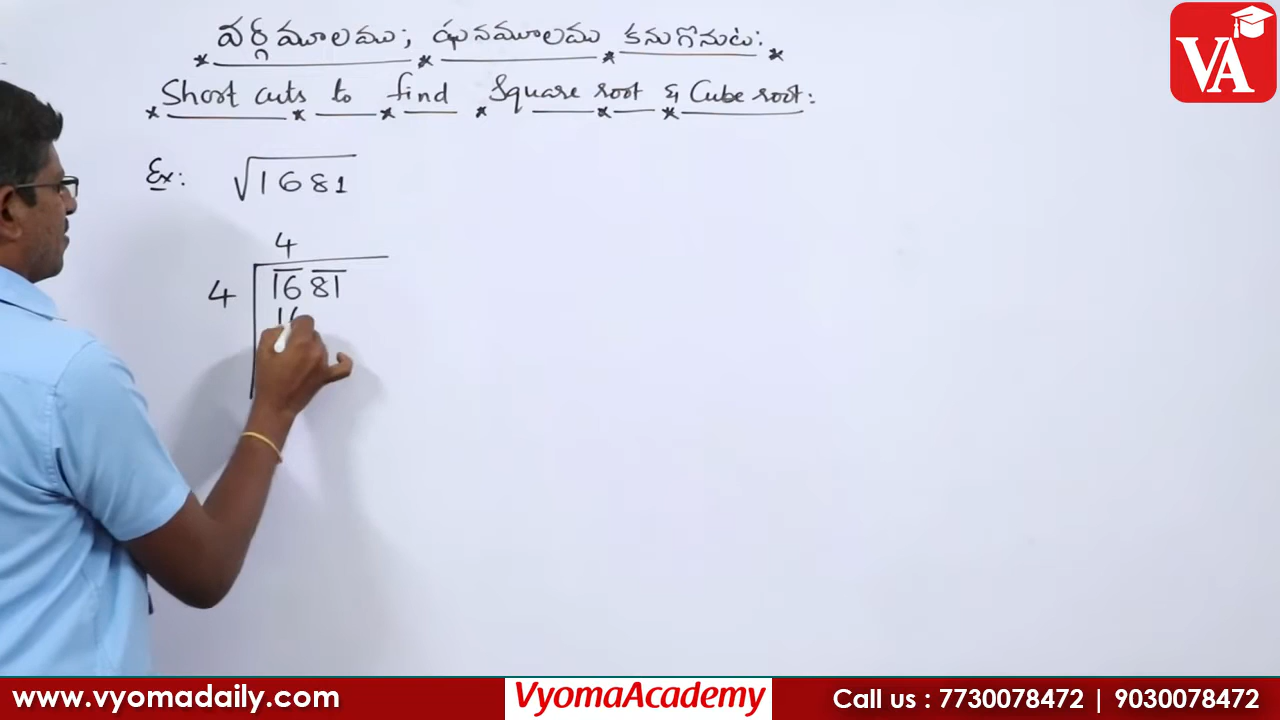 వర్గమూలము; ఘనమూలము కనుగొనుట:
Short cuts to find Square root & Cube root:
Ex: √1681
4
4 1681
16
VA
www.vyomadaily.com
VyomaAcademy
Call us : 7730078472 | 9030078472